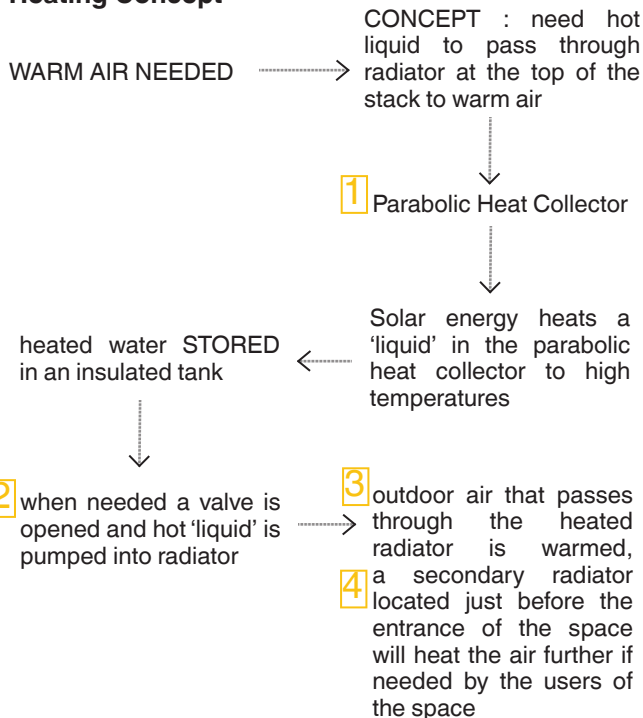 Heating Concept
WARM AIR NEEDED
CONCEPT : need hot
liquid to pass through
radiator at the top of the
stack to warm air
1
Parabolic Heat Collector
Solar energy heats a
‘liquid’ in the parabolic
heat collector to high
temperatures
heated water STORED
in an insulated tank
2
when needed a valve is
opened and hot ‘liquid’ is
pumped into radiator
3
outdoor air that passes
through the heated
radiator is warmed,
4
a secondary radiator
located just before the
entrance of the space
will heat the air further if
needed by the users of
the space